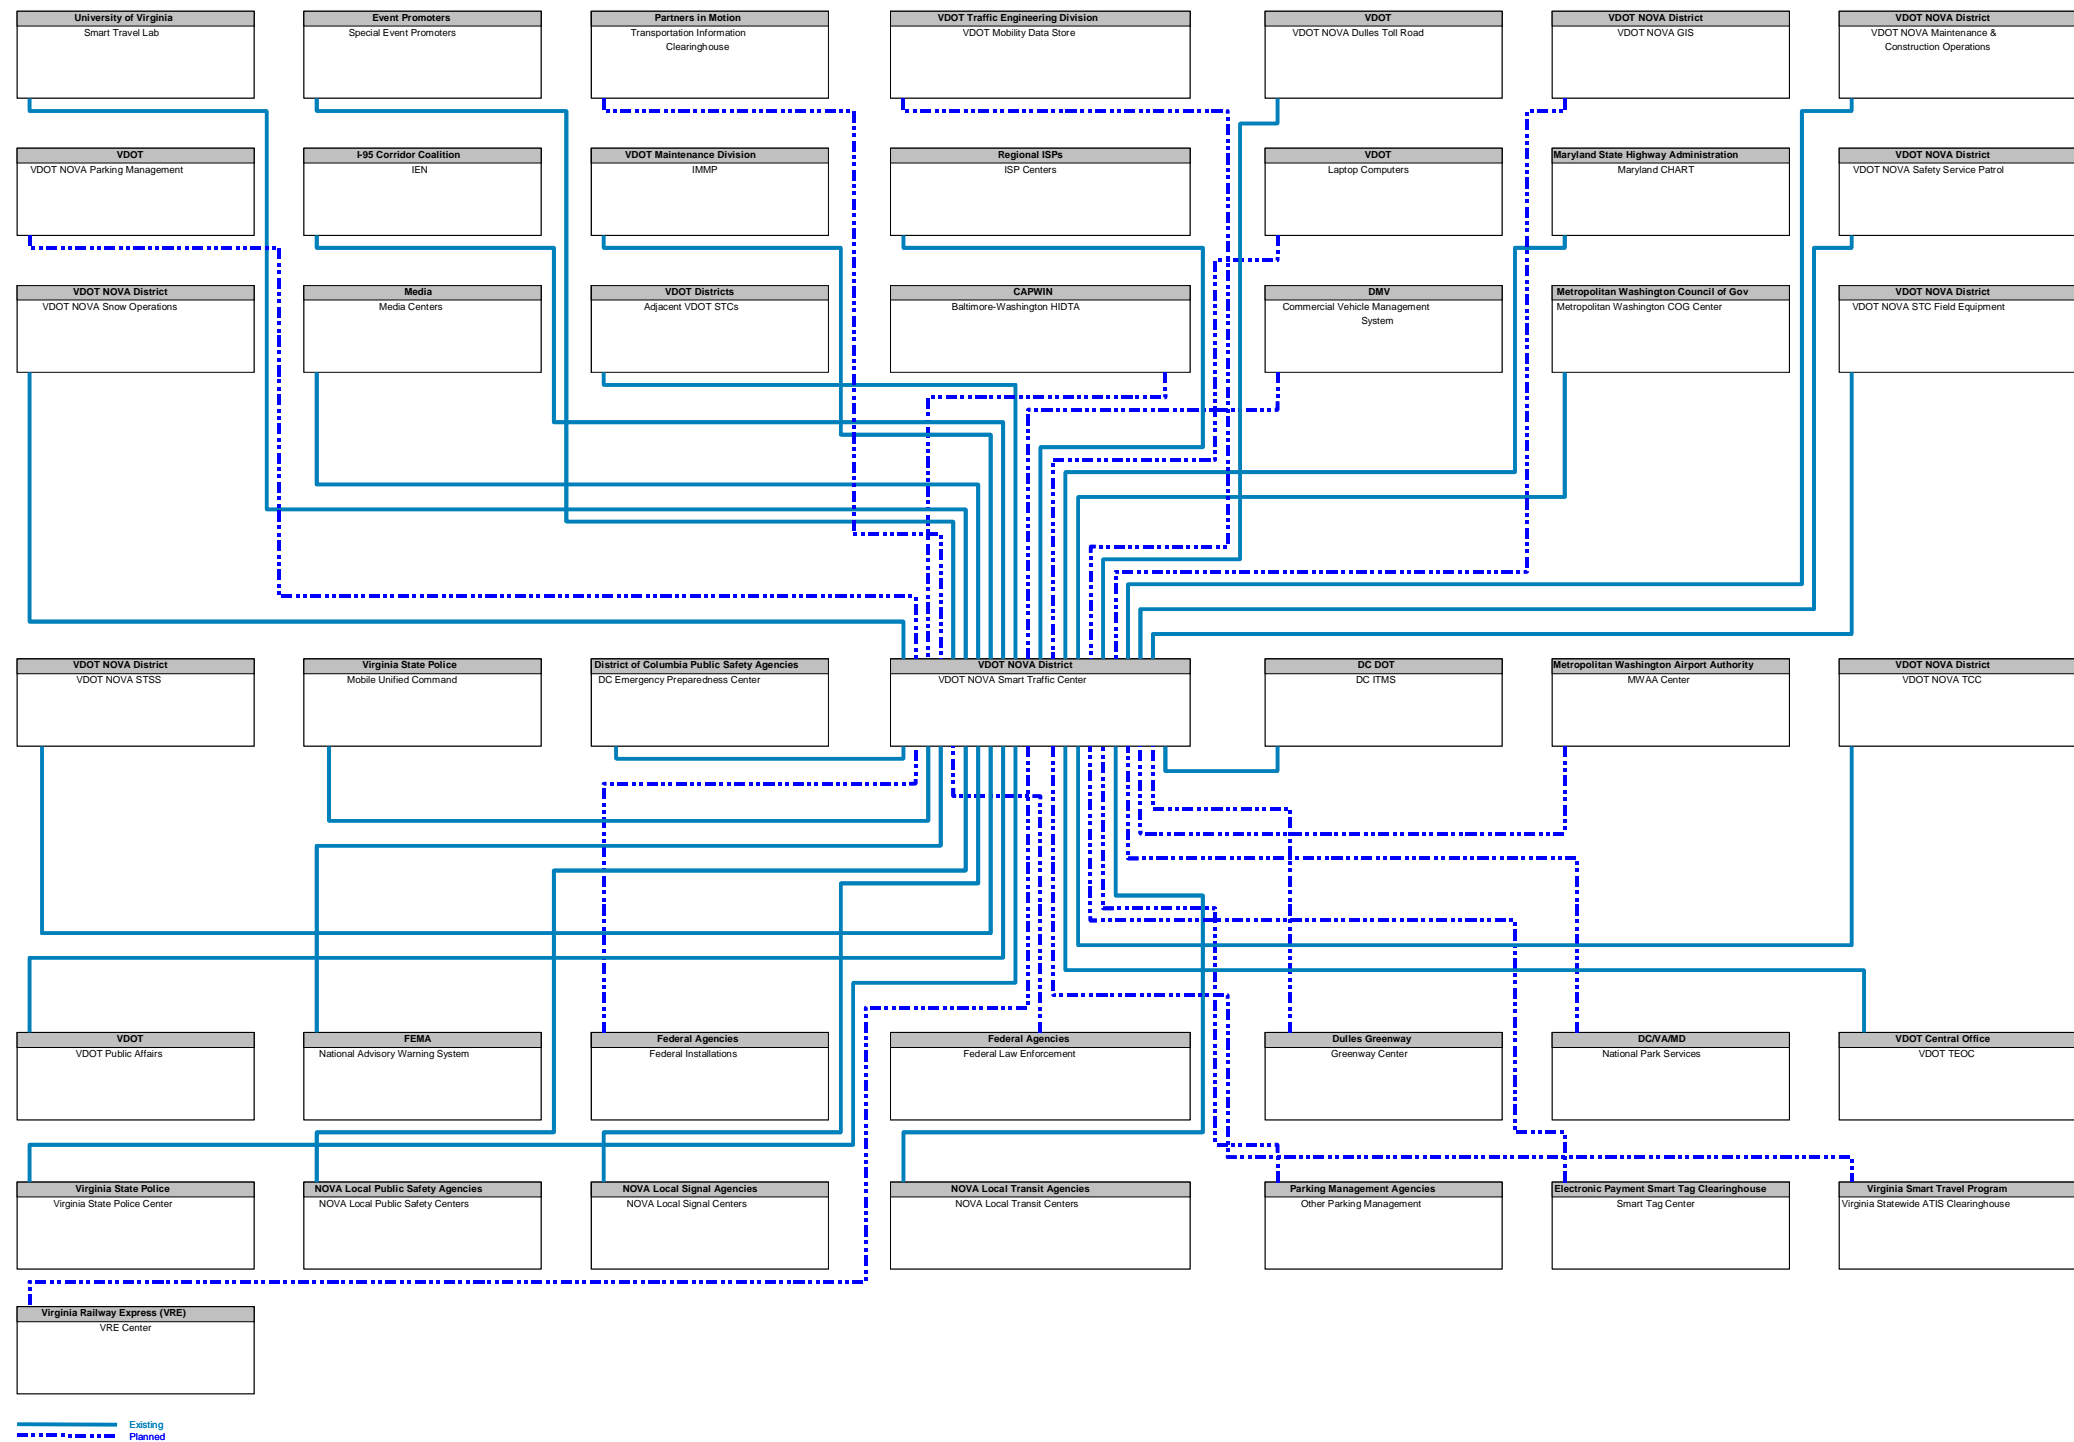 University of Virginia
Smart Travel Lab
Event Promoters
Special Event Promoters
Partners in Motion
Transportation Information
Clearinghouse
VDOT Traffic Engineering Division
VDOT Mobility Data Store
VDOT
VDOT NOVA Dulles Toll Road
VDOT NOVA District
VDOT NOVA GIS
VDOT NOVA District
VDOT NOVA Maintenance &
Construction Operations
VDOT
VDOT NOVA Parking Management
I-95 Corridor Coalition
IEN
VDOT Maintenance Division
IMMP
Regional ISPs
ISP Centers
VDOT
Laptop Computers
Maryland State Highway Administration
Maryland CHART
VDOT NOVA District
VDOT NOVA Safety Service Patrol
VDOT NOVA District
VDOT NOVA Snow Operations
Media
Media Centers
VDOT Districts
Adjacent VDOT STCs
CAPWIN
Baltimore-Washington HIDTA
DMV
Commercial Vehicle Management
System
Metropolitan Washington Council of Gov
Metropolitan Washington COG Center
VDOT NOVA District
VDOT NOVA STC Field Equipment
VDOT NOVA District
VDOT NOVA STSS
Virginia State Police
Mobile Unified Command
District of Columbia Public Safety Agencies
DC Emergency Preparedness Center
VDOT NOVA District
VDOT NOVA Smart Traffic Center
DC DOT
DC ITMS
Metropolitan Washington Airport Authority
MWAA Center
VDOT NOVA District
VDOT NOVA TCC
VDOT
VDOT Public Affairs
FEMA
National Advisory Warning System
Federal Agencies
Federal Installations
Federal Agencies
Federal Law Enforcement
Dulles Greenway
Greenway Center
DC/VA/MD
National Park Services
VDOT Central Office
VDOT TEOC
Virginia State Police
Virginia State Police Center
NOVA Local Public Safety Agencies
NOVA Local Public Safety Centers
NOVA Local Signal Agencies
NOVA Local Signal Centers
NOVA Local Transit Agencies
NOVA Local Transit Centers
Parking Management Agencies
Other Parking Management
Electronic Payment Smart Tag Clearinghouse
Smart Tag Center
Virginia Smart Travel Program
Virginia Statewide ATIS Clearinghouse
Virginia Railway Express (VRE)
VRE Center
Existing
Planned